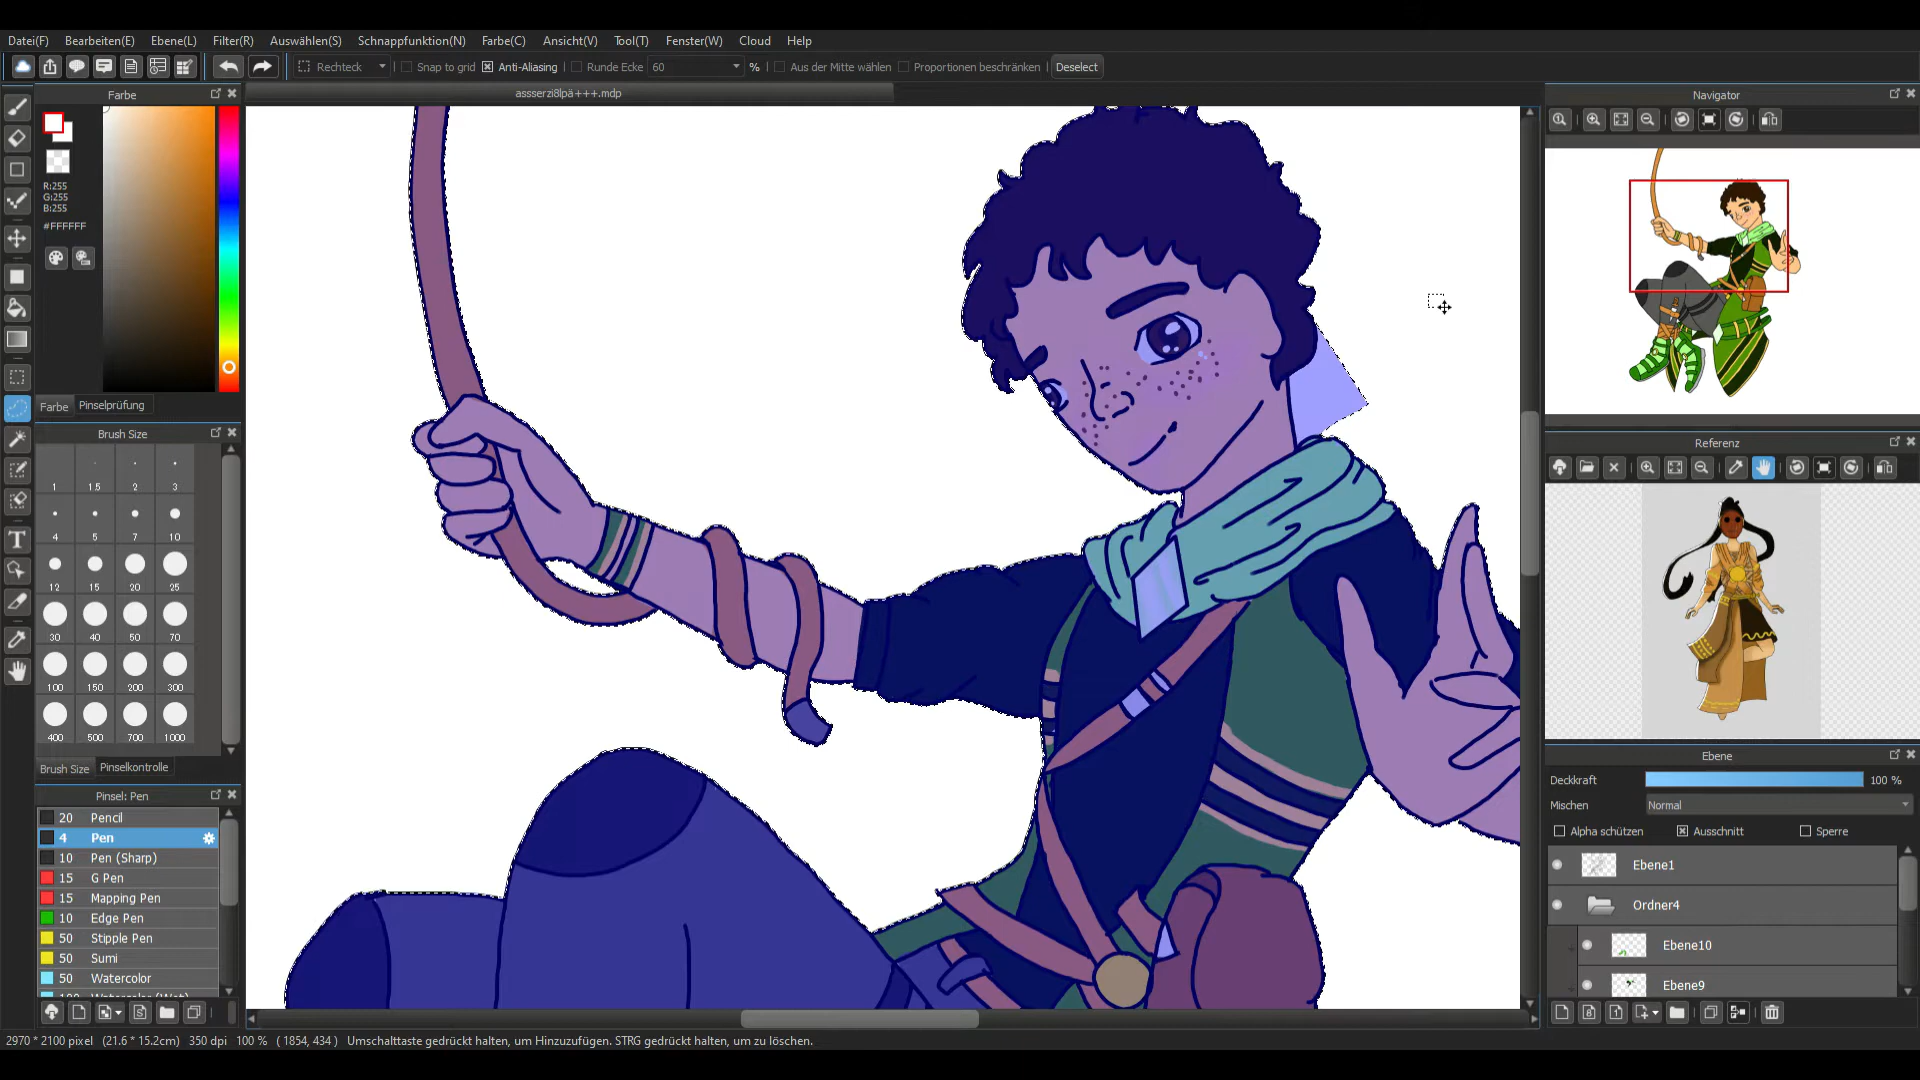 Datei(F) Bearbeiten(E) Ebene(L) Filter(R) Auswählen(S) Schnappfunktion(N) Farbe(C) Ansicht(V) Tool(T) Fenster(W) Cloud Help
Rechteck Snap to grid Anti-Aliasing Runde Ecke 60 % Aus der Mitte wählen Proportionen beschränken Deselect
Farbe
assserzi8lpä+++.mdp
Navigator
R:255
G:255
B:255
#FFFFFF
Farbe Pinselprüfung
Brush Size
Referenz
1 1.5 2 3
4 5 7 10
12 15 20 25
30 40 50 70
100 150 200 300
400 500 700 1000
Brush Size Pinselkontrolle
Pinsel: Pen
20 Pencil
4 Pen
10 Pen (Sharp)
15 G Pen
15 Mapping Pen
10 Edge Pen
50 Stipple Pen
50 Sumi
50 Watercolor
100 Watercolor (Wet)
Ebene
Deckkraft 100 %
Mischen Normal
Alpha schützen Ausschnitt Sperre
Ebene1
Ordner4
Ebene10
Ebene9
2970 * 2100 pixel (21.6 * 15.2cm) 350 dpi 100 % ( 1854, 434 ) Umschalttaste gedrückt halten, um Hinzuzufügen. STRG gedrückt halten, um zu löschen.